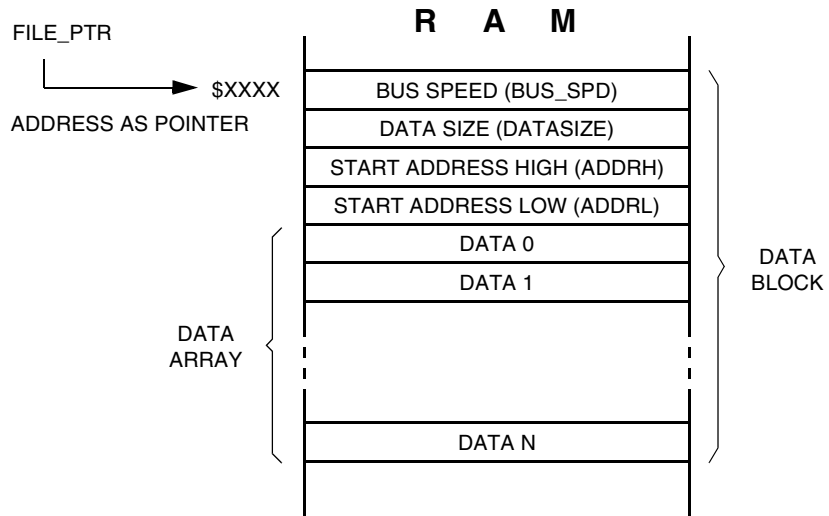 R A M
FILE_PTR
$XXXX
ADDRESS AS POINTER
BUS SPEED (BUS_SPD)
DATA SIZE (DATASIZE)
START ADDRESS HIGH (ADDRH)
START ADDRESS LOW (ADDRL)
DATA 0
DATA 1
DATA
ARRAY
DATA N
DATA
BLOCK